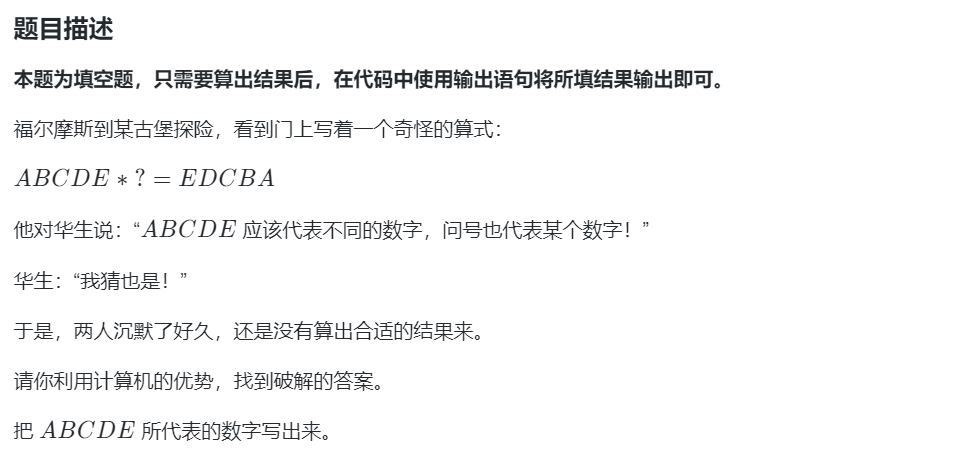 题目描述
本题为填空题，只需要算出结果后，在代码中使用输出语句将所填结果输出即可。
福尔摩斯到某古堡探险，看到门上写着一个奇怪的算式：
ABCDE * ? = EDCBA
他对华生说：“ABCDE 应该代表不同的数字，问号也代表某个数字！”
华生：“我猜也是！”
于是，两人沉默了好久，还是没有算出合适的结果来。
请你利用计算机的优势，找到破解的答案。
把 ABCDE 所代表的数字写出来。